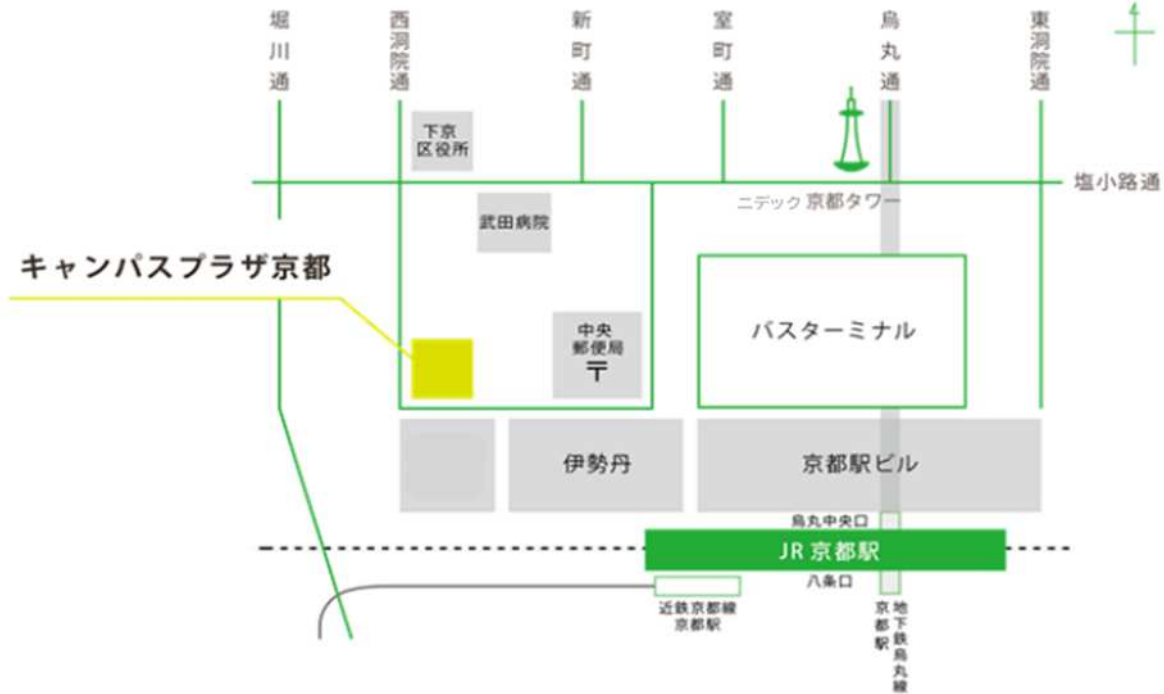 堀川通
西洞院通
新町通
室町通
烏丸通
東洞院通
4
下京
区役所
塩小路通
ニデック 京都タワー
武田病院
キャンパスプラザ京都
バスターミナル
中央
郵便局
〒
伊勢丹
京都駅ビル
烏丸中央口
JR 京都駅
八条口
近鉄京都線
京都駅
地下鉄烏丸線
京都駅